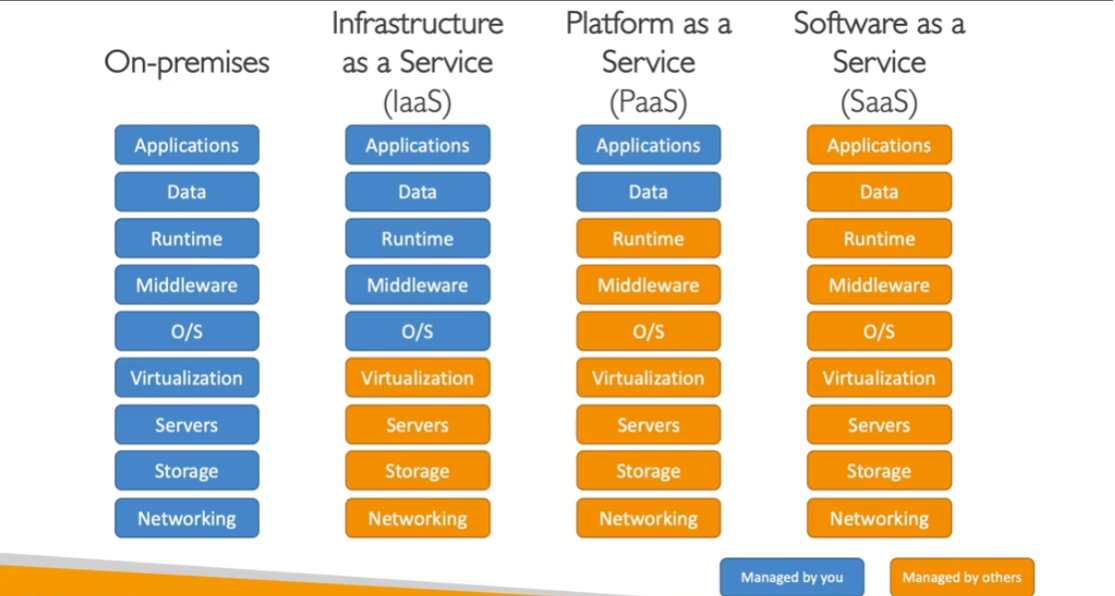 On-premises
Infrastructure
as a Service
(IaaS)
Platform as a
Service
(PaaS)
Software as a
Service
(SaaS)
Applications
Data
Runtime
Middleware
O/S
Virtualization
Servers
Storage
Networking
Applications
Data
Runtime
Middleware
O/S
Virtualization
Servers
Storage
Networking
Applications
Data
Runtime
Middleware
O/S
Virtualization
Servers
Storage
Networking
Applications
Data
Runtime
Middleware
O/S
Virtualization
Servers
Storage
Networking
Managed by you
Managed by others